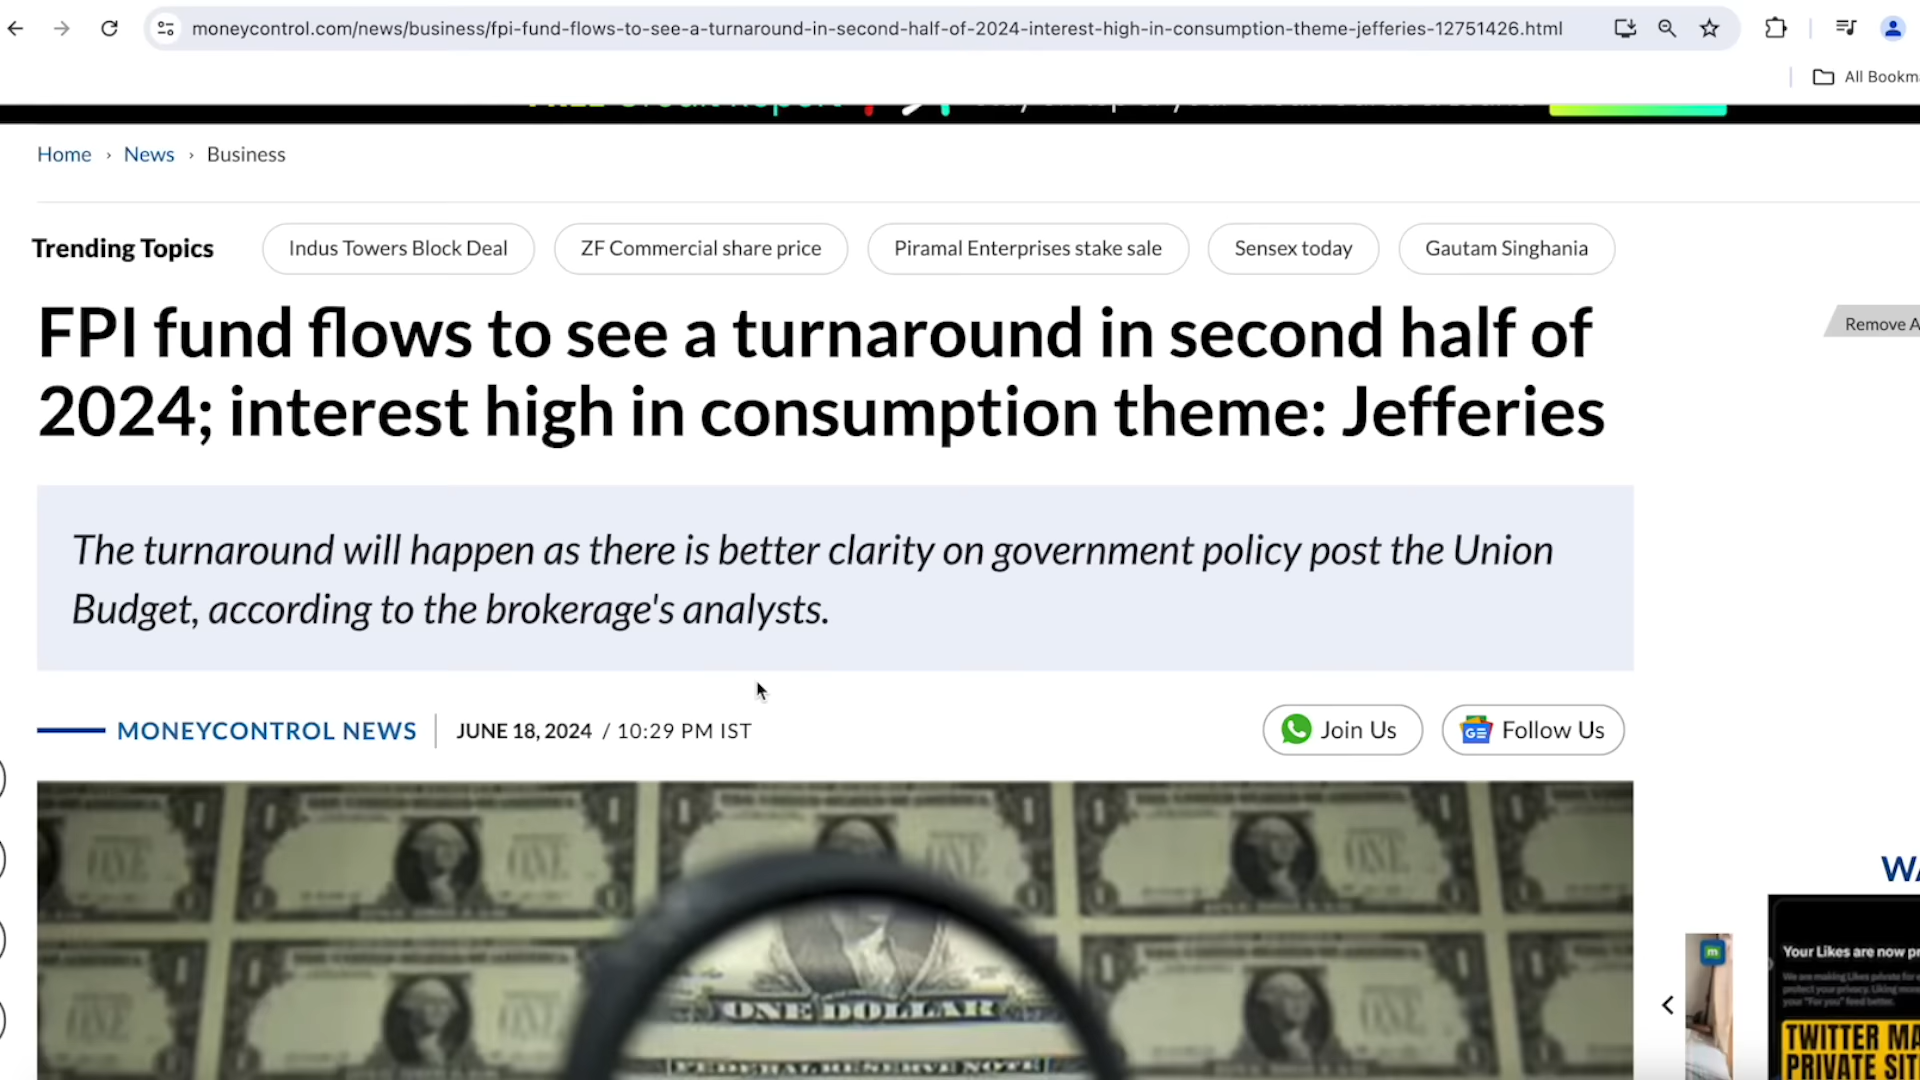 moneycontrol.com/news/business/fpi-fund-flows-to-see-a-turnaround-in-second-half-of-2024-interest-high-in-consumption-theme-jefferies-12751426.html
All Bookm
Home › News › Business
Trending Topics
Indus Towers Block Deal
ZF Commercial share price
Piramal Enterprises stake sale
Sensex today
Gautam Singhania
FPI fund flows to see a turnaround in second half of
2024; interest high in consumption theme: Jefferies
Remove A
The turnaround will happen as there is better clarity on government policy post the Union
Budget, according to the brokerage's analysts.
MONEYCONTROL NEWS
JUNE 18, 2024 / 10:29 PM IST
Join Us
GE Follow Us
WA
Your Likes are now pr
TWITTER MA
PRIVATE SIT
ONE DOLLAR
FEDERAL RESERVE NOTE